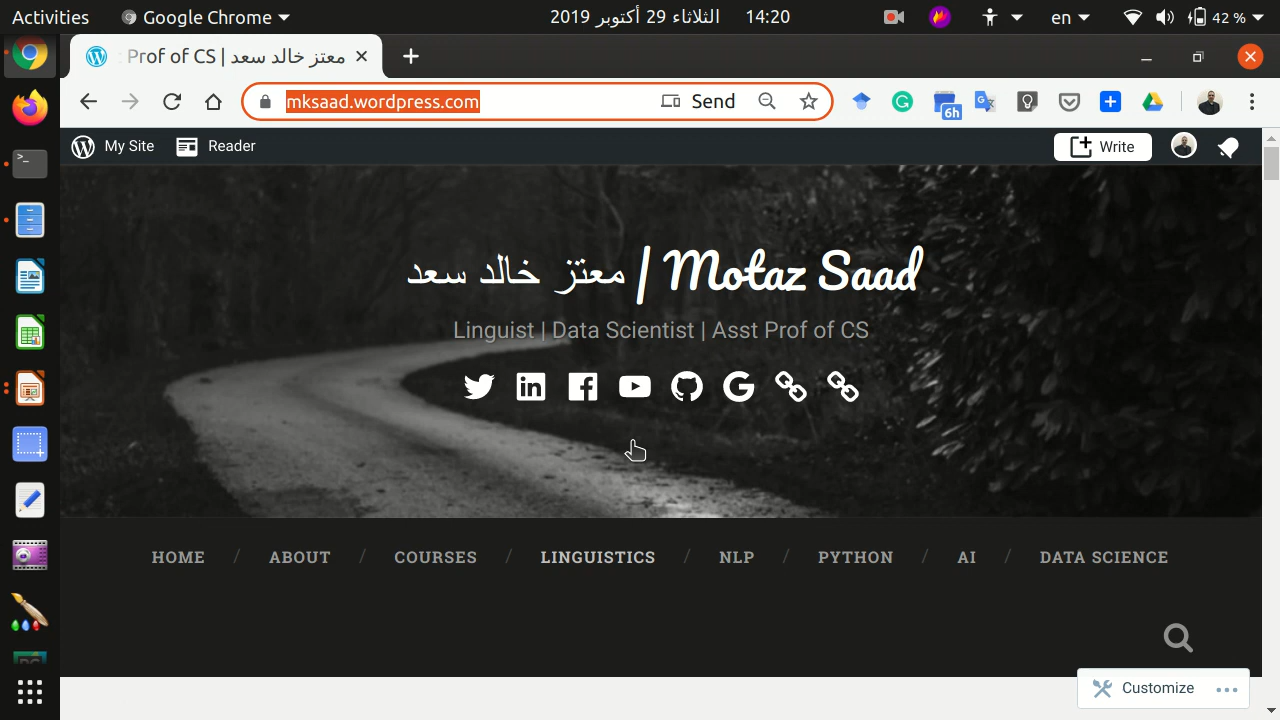 Activities Google Chrome الثلاثاء 29 أكتوبر 2019 14:20 en 42 %
Prof of CS | معتز خالد سعد
mksaad.wordpress.com Send 6h
My Site Reader Write
معتز خالد سعد | Motaz Saad
Linguist | Data Scientist | Asst Prof of CS
HOME / ABOUT / COURSES / LINGUISTICS / NLP / PYTHON / AI / DATA SCIENCE
Customize